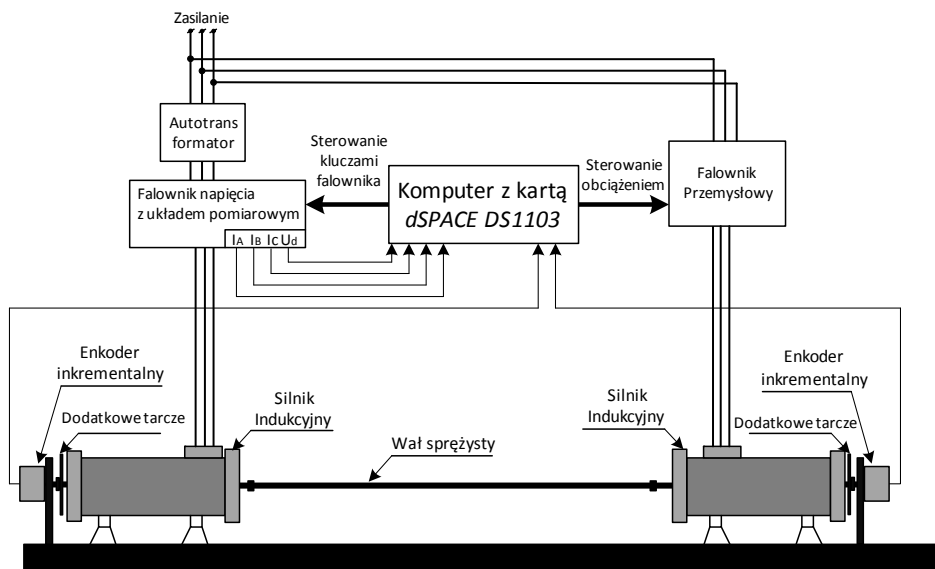 Zasilanie
Autotrans
formator
Sterowanie
kluczami
falownika
Sterowanie
obciążeniem
Falownik
Przemysłowy
Falownik napięcia
z układem pomiarowym
Komputer z kartą
dSPACE DS1103
IA IB IC Ud
Enkoder
inkrementalny
Dodatkowe tarcze
Silnik
Indukcyjny
Wał sprężysty
Silnik
Indukcyjny
Enkoder
inkrementalny
Dodatkowe tarcze